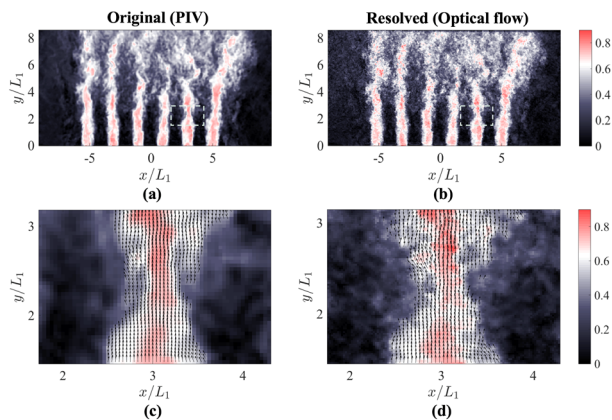 Original (PIV)
Resolved (Optical flow)
8
6
4
2
0
y/L₁
-5 0 5
x/L₁
(a)
8
6
4
2
0
y/L₁
-5 0 5
x/L₁
(b)
0.8
0.6
0.4
0.2
0
3
2
y/L₁
2 3 4
x/L₁
(c)
3
2
y/L₁
2 3 4
x/L₁
(d)
0.8
0.6
0.4
0.2
0